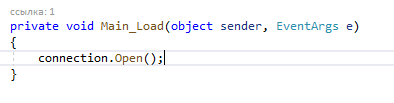 ссылка: 1
private void Main_Load(object sender, EventArgs e)
{
connection.Open();
}